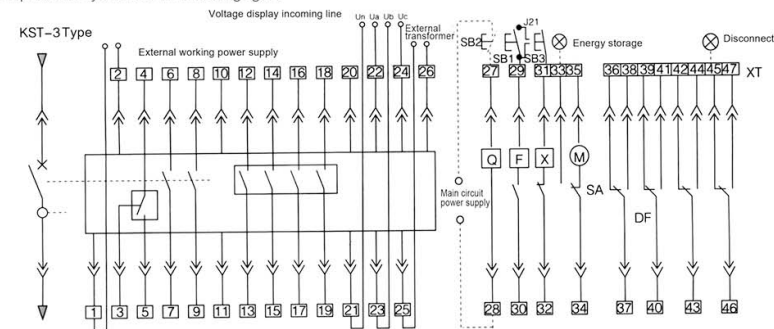 Voltage display incoming line
Un Ua Ub Uc
J21
KST-3 Type
External
transformer
SB2
Energy storage
Disconnect
External working power supply
SB1 SB3
2 4 6 8 10 12 14 16 18 20 22 24 26 27 29 31 33 35 36 38 39 41 42 44 45 47 XT
Q F X M
Main circuit
power supply
SA
DF
1 3 5 7 9 11 13 15 17 19 21 23 25 28 30 32 34 37 40 43 46